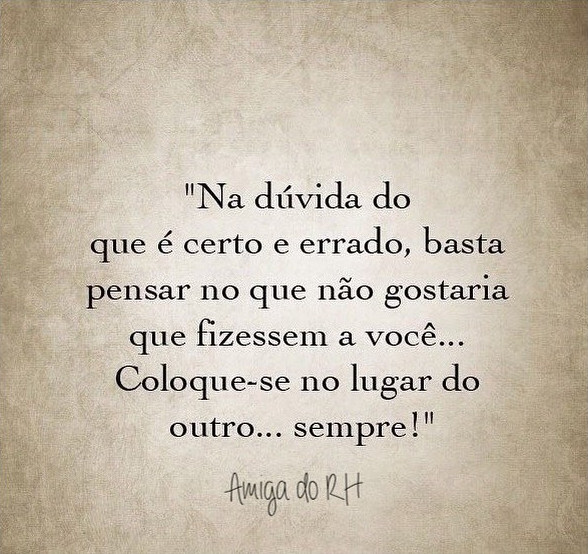 "Na dúvida do
que é certo e errado, basta
pensar no que não gostaria
que fizessem a você...
Coloque-se no lugar do
outro... sempre!"
Amiga do RH